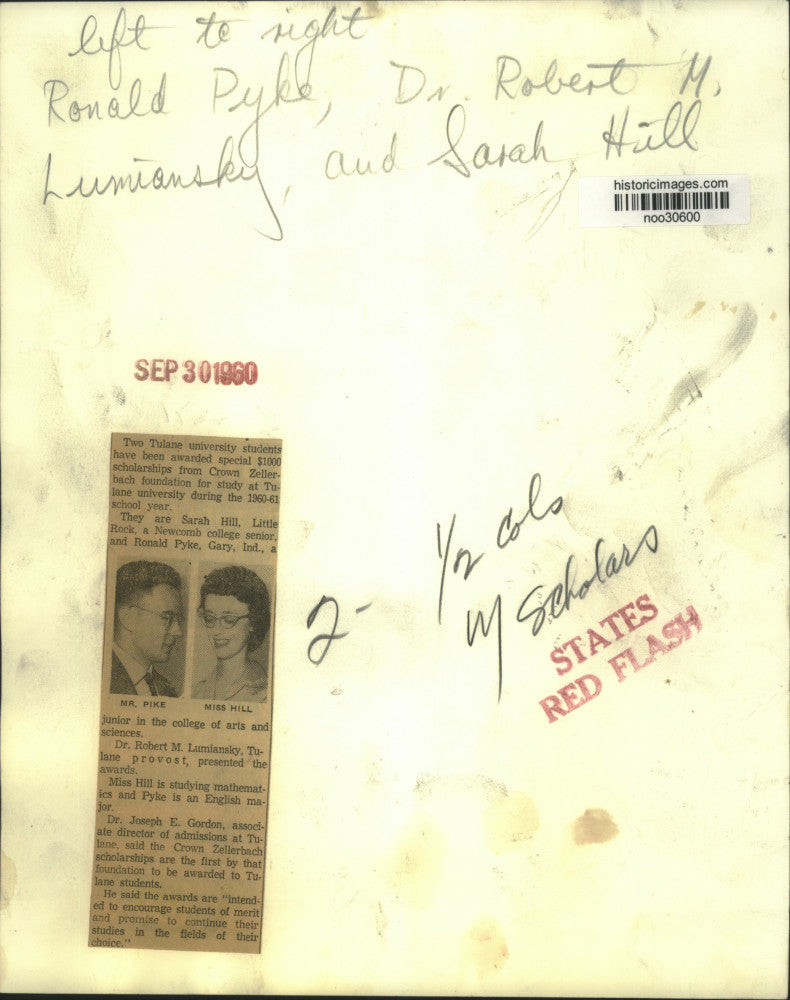 left to right
Ronald Pyke, Dr. Robert M.
Lumiansky, and Sarah Hill
historicimages.com
noo30600
SEP 30 1960
Two Tulane university students
have been awarded special $1000
scholarships from Crown Zeller-
bach foundation for study at Tu-
lane university during the 1960-61
school year.
They are Sarah Hill, Little
Rock, a Newcomb college senior,
and Ronald Pyke, Gary, Ind., a
MR. PIKE MISS HILL
junior in the college of arts and
sciences.
Dr. Robert M. Lumiansky, Tu-
lane provost, presented the
awards.
Miss Hill is studying mathemat-
ics and Pyke is an English ma-
jor.
Dr. Joseph E. Gordon, associ-
ate director of admissions at Tu-
lane, said the Crown Zellerbach
scholarships are the first by that
foundation to be awarded to Tu-
lane students.
He said the awards are "intend-
ed to encourage students of merit
and promise to continue their
studies in the fields of their
choice."
2-
1/2 cols
w/ scholars
STATES
RED FLASH